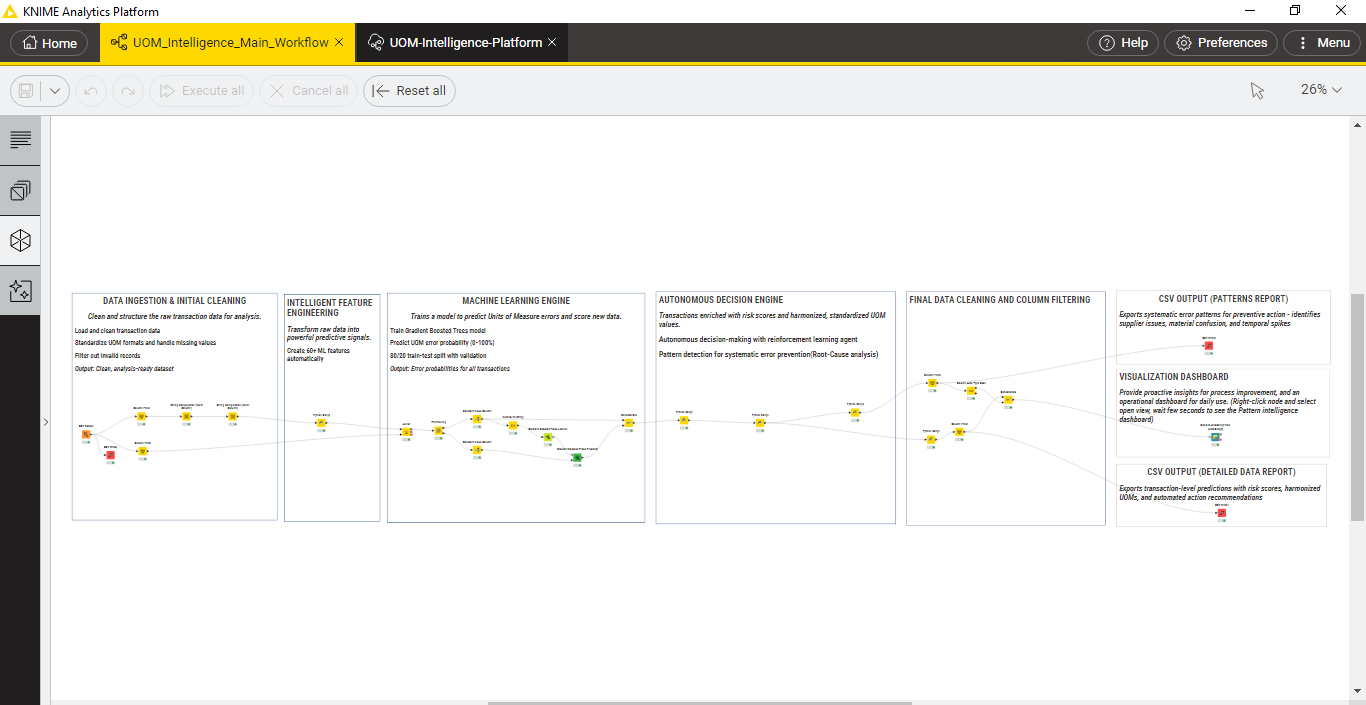 KNIME Analytics Platform
Home
UOM_Intelligence_Main_Workflow
UOM-Intelligence-Platform
Help
Preferences
Menu
Execute all
Cancel all
Reset all
26%
DATA INGESTION & INITIAL CLEANING
Clean and structure the raw transaction data for analysis.
Load and clean transaction data
Standardize UOM formats and handle missing values
Filter out invalid records
Output: Clean, analysis-ready dataset
INTELLIGENT FEATURE
ENGINEERING
Transform raw data into
powerful predictive signals.
Create 60+ ML features
automatically
MACHINE LEARNING ENGINE
Trains a model to predict Units of Measure errors and score new data.
Train Gradient Boosted Trees model
Predict UOM error probability (0-100%)
80/20 train-test split with validation
Output: Error probabilities for all transactions
AUTONOMOUS DECISION ENGINE
Transactions enriched with risk scores and harmonized, standardized UOM
values.
Autonomous decision-making with reinforcement learning agent
Pattern detection for systematic error prevention(Root-Cause analysis)
FINAL DATA CLEANING AND COLUMN FILTERING
CSV OUTPUT (PATTERNS REPORT)
Exports systematic error patterns for preventive action - identifies
supplier issues, material confusion, and temporal spikes
VISUALIZATION DASHBOARD
Provide proactive insights for process improvement, and an
operational dashboard for daily use. (Right-click node and select
open view, wait few seconds to see the Pattern intelligence
dashboard)
CSV OUTPUT (DETAILED DATA REPORT)
Exports transaction-level predictions with risk scores, harmonized
UOMs, and automated action recommendations